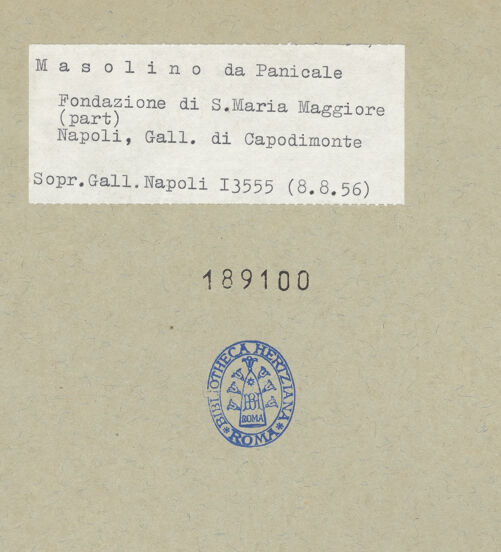 Masolino da Panicale
Fondazione di S.Maria Maggiore
(part)
Napoli, Gall. di Capodimonte
Sopr.Gall.Napoli I3555 (8.8.56)
189100
BIBLIOTHECA HERTZIANA
BH
ROMA
* ROMA *